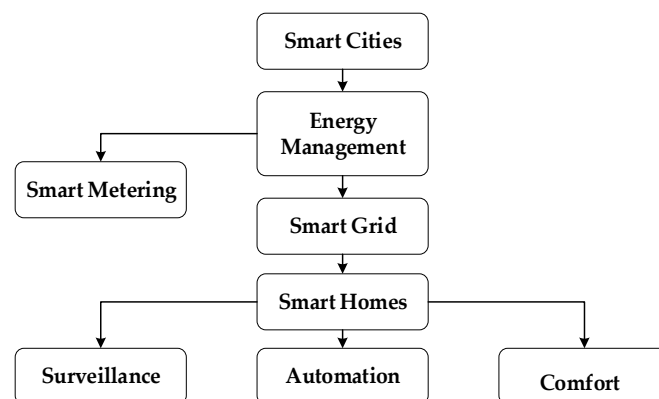 Smart Cities
Energy
Management
Smart Metering
Smart Grid
Smart Homes
Surveillance
Automation
Comfort